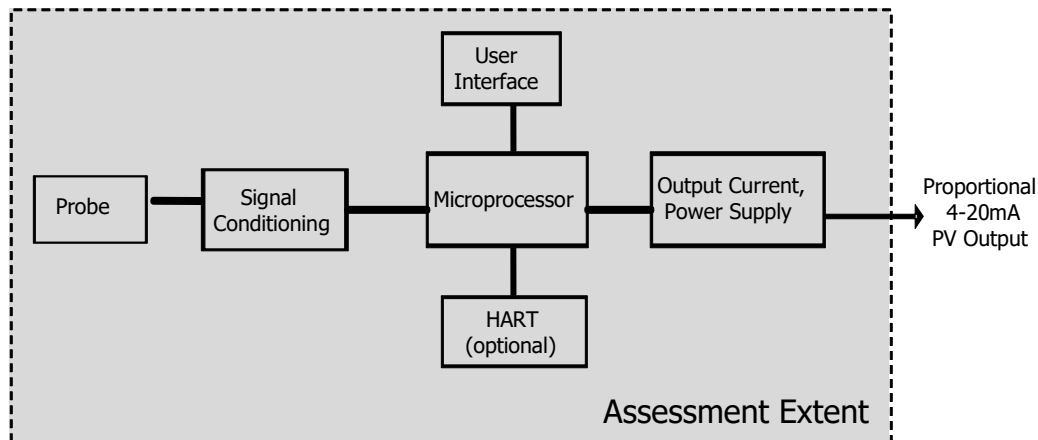 User
Interface
Probe
Signal
Conditioning
Microprocessor
Output Current,
Power Supply
Proportional
4-20mA
PV Output
HART
(optional)
Assessment Extent